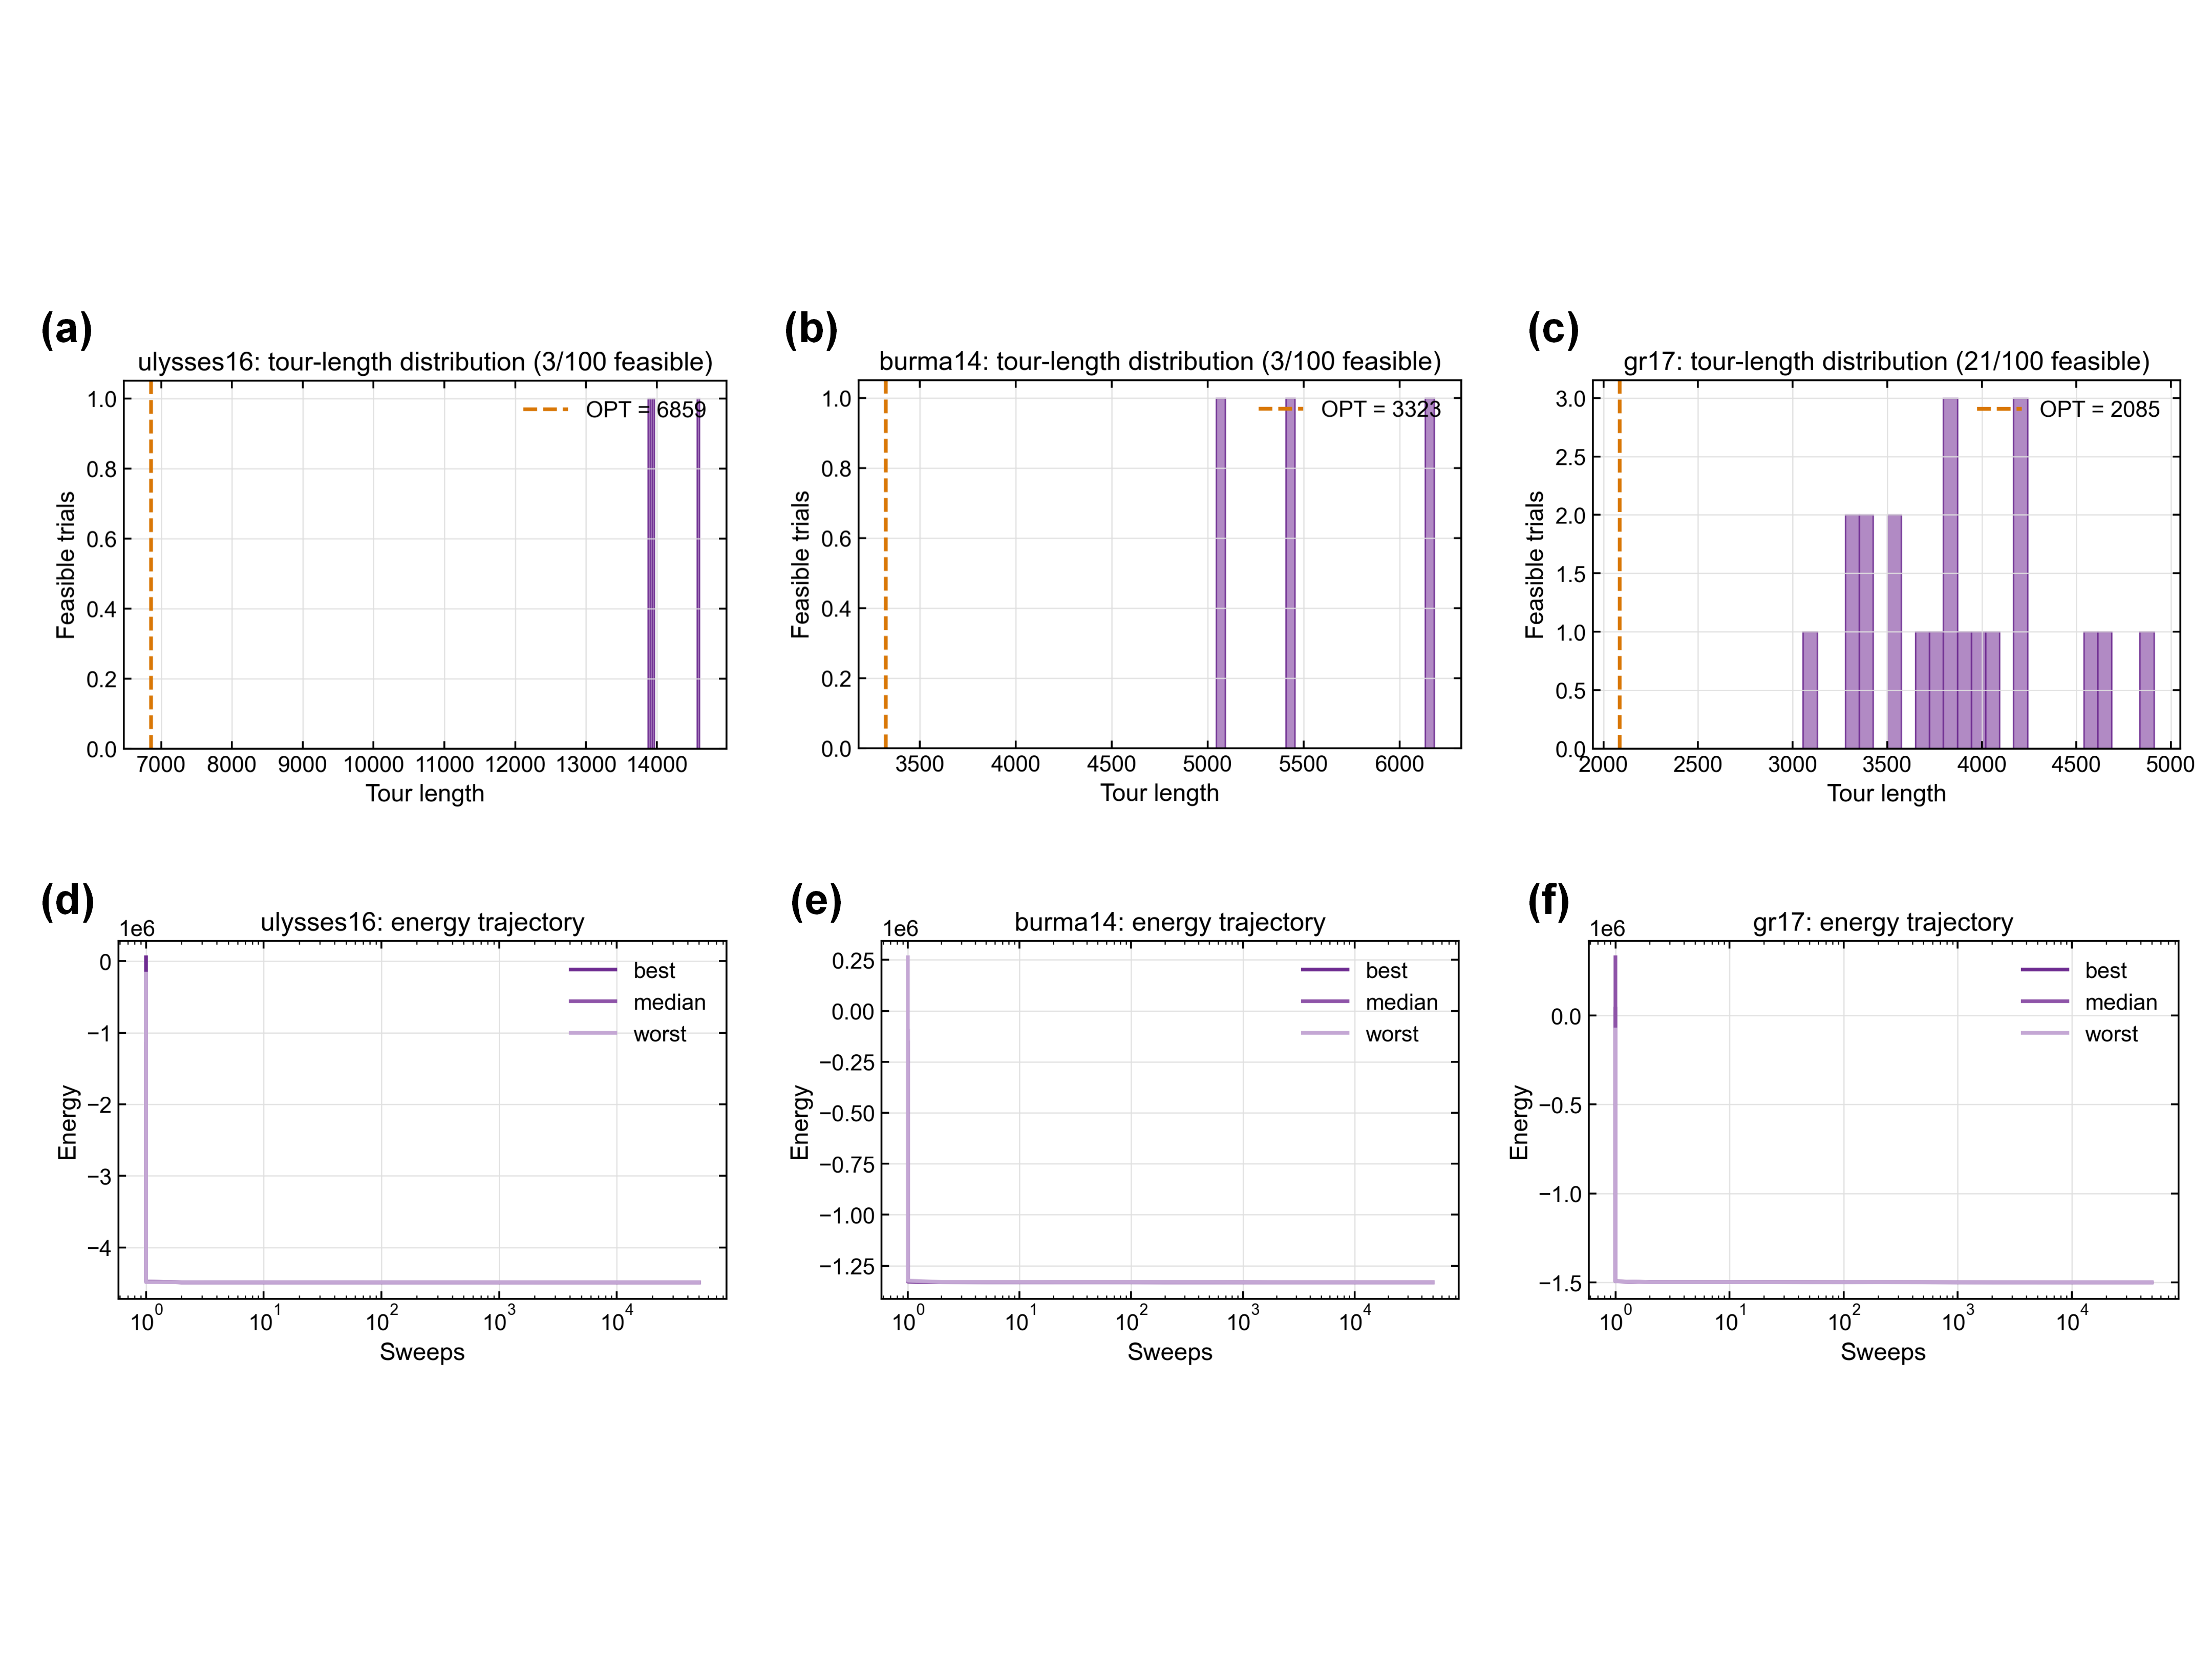 (a)
ulysses16: tour-length distribution (3/100 feasible)
OPT = 6859
1.0
0.8
0.6
0.4
0.2
0.0
Feasible trials
7000 8000 9000 10000 11000 12000 13000 14000
Tour length
(b)
burma14: tour-length distribution (3/100 feasible)
OPT = 3323
1.0
0.8
0.6
0.4
0.2
0.0
Feasible trials
3500 4000 4500 5000 5500 6000
Tour length
(c)
gr17: tour-length distribution (21/100 feasible)
OPT = 2085
3.0
2.5
2.0
1.5
1.0
0.5
0.0
Feasible trials
2000 2500 3000 3500 4000 4500 5000
Tour length
(d)
ulysses16: energy trajectory
1e6
best
median
worst
0
−1
−2
−3
−4
Energy
10^0 10^1 10^2 10^3 10^4
Sweeps
(e)
burma14: energy trajectory
1e6
best
median
worst
0.25
0.00
−0.25
−0.50
−0.75
−1.00
−1.25
Energy
10^0 10^1 10^2 10^3 10^4
Sweeps
(f)
gr17: energy trajectory
1e6
best
median
worst
0.0
−0.5
−1.0
−1.5
Energy
10^0 10^1 10^2 10^3 10^4
Sweeps